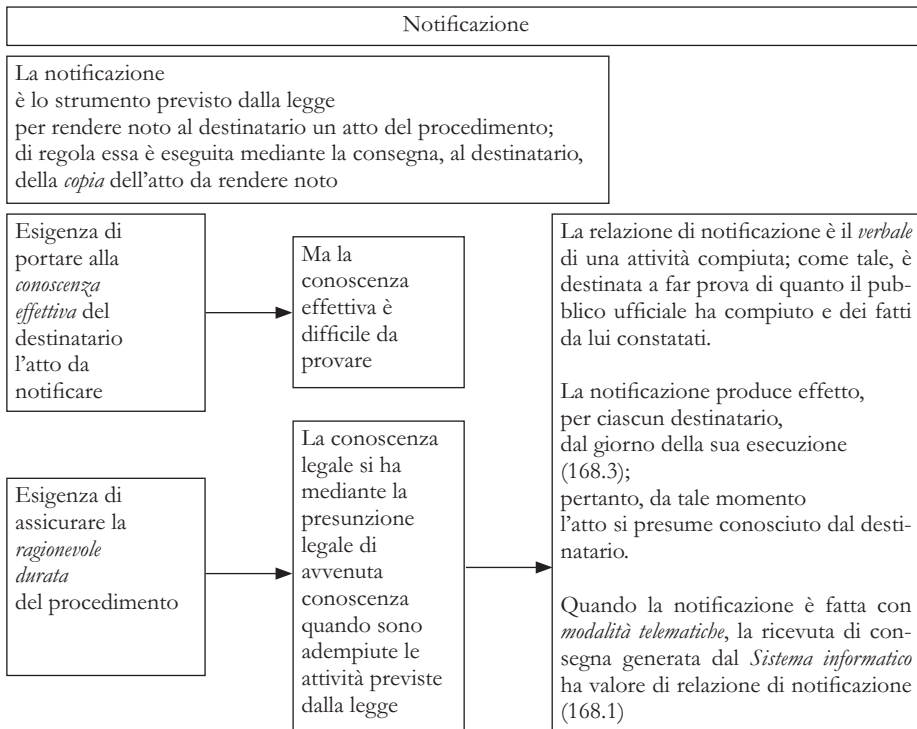 Notificazione
La notificazione
è lo strumento previsto dalla legge
per rendere noto al destinatario un atto del procedimento;
di regola essa è eseguita mediante la consegna, al destinatario,
della copia dell'atto da rendere noto
Esigenza di
portare alla
conoscenza
effettiva del
destinatario
l'atto da
notificare
Ma la
conoscenza
effettiva è
difficile da
provare
Esigenza di
assicurare la
ragionevole
durata
del procedimento
La conoscenza
legale si ha
mediante la
presunzione
legale di
avvenuta
conoscenza
quando sono
adempiute le
attività previste
dalla legge
La relazione di notificazione è il verbale
di una attività compiuta; come tale, è
destinata a far prova di quanto il pub-
blico ufficiale ha compiuto e dei fatti
da lui constatati.
La notificazione produce effetto,
per ciascun destinatario,
dal giorno della sua esecuzione
(168.3);
pertanto, da tale momento
l'atto si presume conosciuto dal desti-
natario.
Quando la notificazione è fatta con
modalità telematiche, la ricevuta di con-
segna generata dal Sistema informatico
ha valore di relazione di notificazione
(168.1)